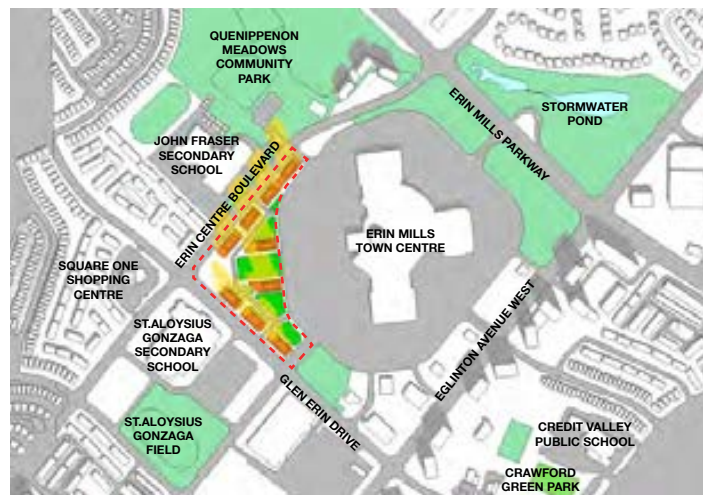 QUENIPPENON
MEADOWS
COMMUNITY
PARK
ERIN MILLS PARKWAY
STORMWATER
POND
JOHN FRASER
SECONDARY
SCHOOL
ERIN CENTRE BOULEVARD
ERIN MILLS
TOWN CENTRE
SQUARE ONE
SHOPPING
CENTRE
ST.ALOYSIUS
GONZAGA
SECONDARY
SCHOOL
EGLINTON AVENUE WEST
GLEN ERIN DRIVE
ST.ALOYSIUS
GONZAGA
FIELD
CREDIT VALLEY
PUBLIC SCHOOL
CRAWFORD
GREEN PARK